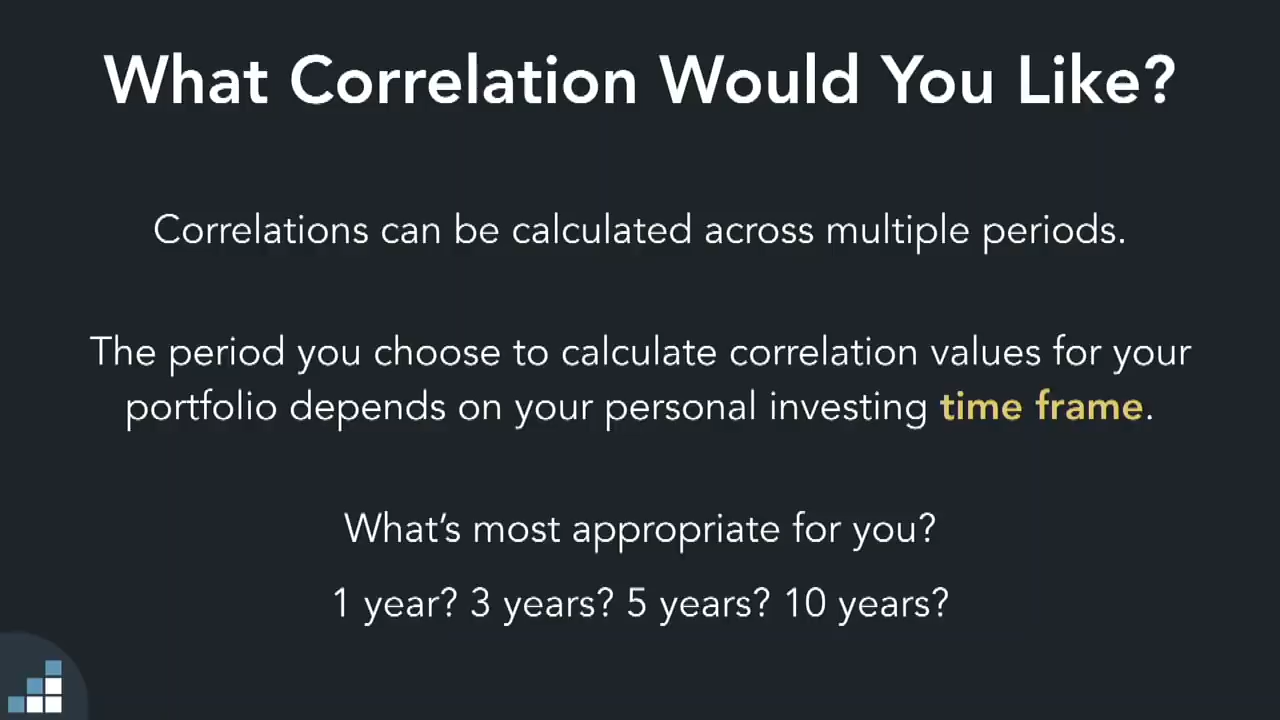 What Correlation Would You Like?
Correlations can be calculated across multiple periods.
The period you choose to calculate correlation values for your
portfolio depends on your personal investing time frame.
What’s most appropriate for you?
1 year? 3 years? 5 years? 10 years?